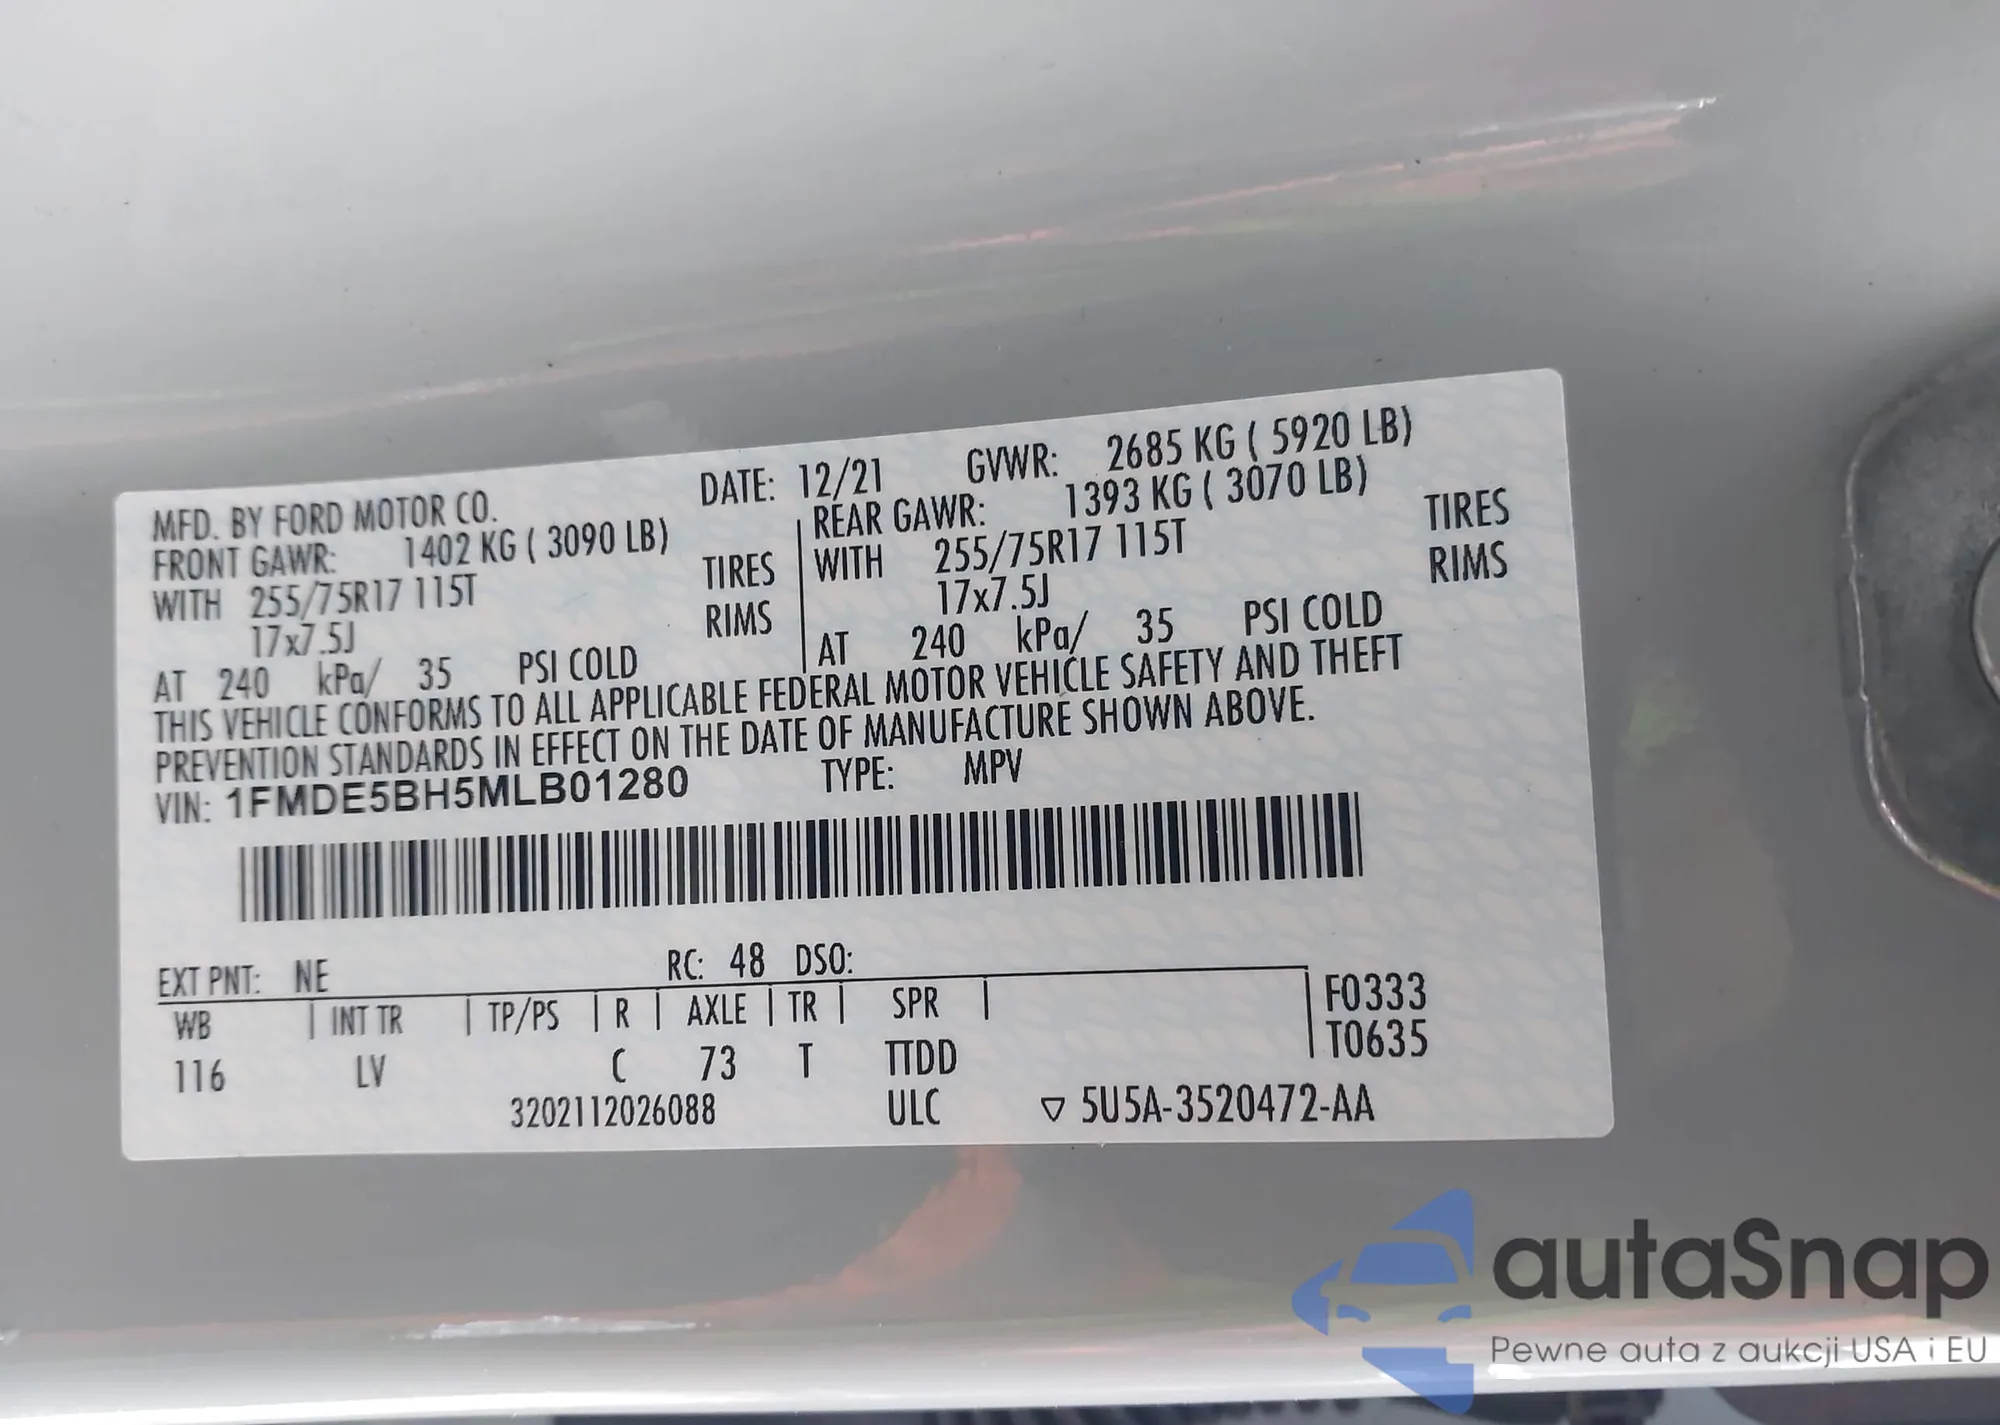 MFD. BY FORD MOTOR CO. DATE: 12/21 GVWR: 2685 KG ( 5920 LB)
FRONT GAWR: 1402 KG ( 3090 LB) REAR GAWR: 1393 KG ( 3070 LB)
WITH 255/75R17 115T TIRES WITH 255/75R17 115T TIRES
17x7.5J RIMS 17x7.5J RIMS
AT 240 kPa/ 35 PSI COLD AT 240 kPa/ 35 PSI COLD
THIS VEHICLE CONFORMS TO ALL APPLICABLE FEDERAL MOTOR VEHICLE SAFETY AND THEFT
PREVENTION STANDARDS IN EFFECT ON THE DATE OF MANUFACTURE SHOWN ABOVE.
VIN: 1FMDE5BH5MLB01280 TYPE: MPV
EXT PNT: NE RC: 48 DSO:
WB INT TR TP/PS R AXLE TR SPR F0333
T0635
116 LV C 73 T TTDD
3202112026088 ULC ▽ 5U5A-3520472-AA
autaSnap
Pewne auta z aukcji USA i EU